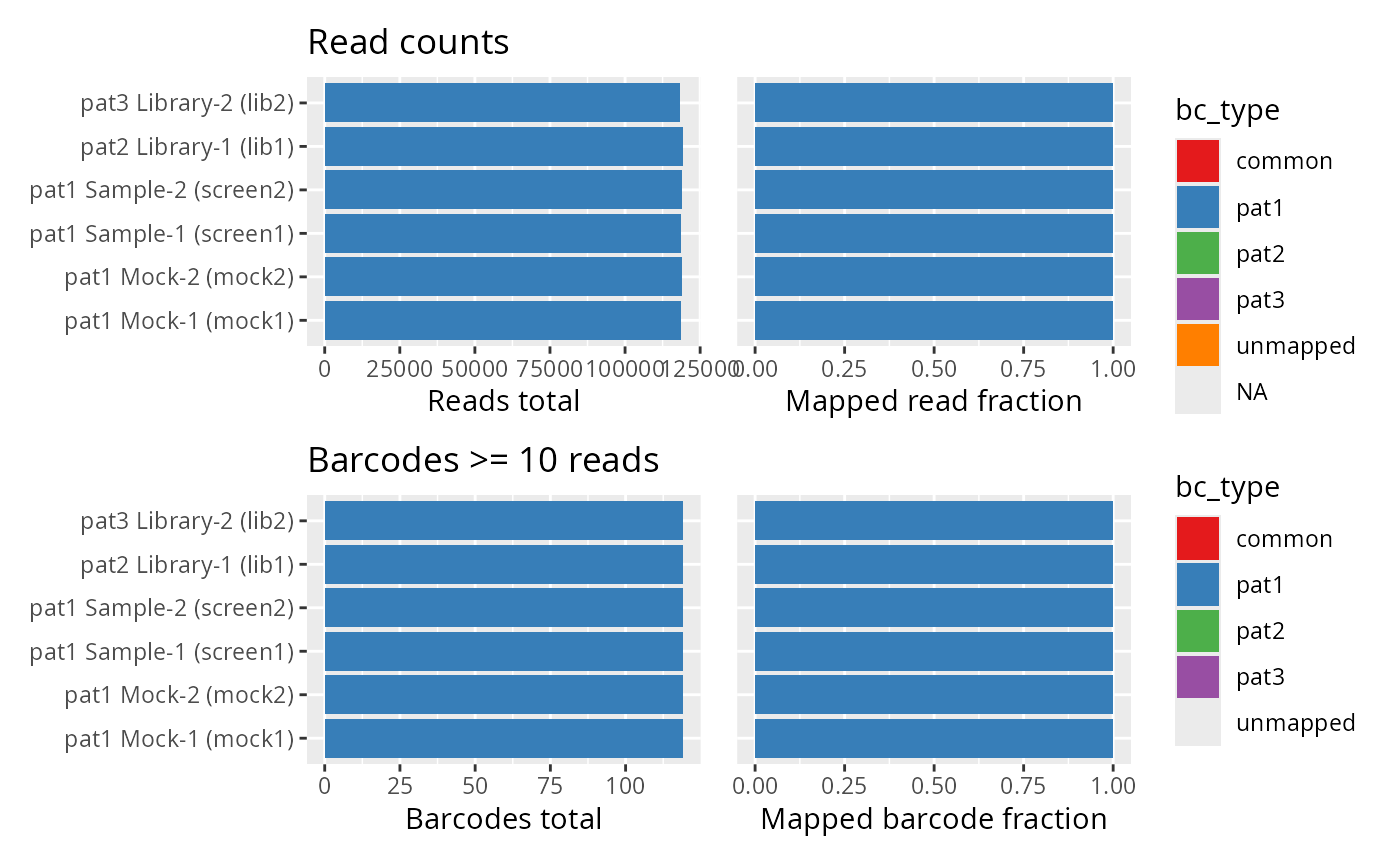 Read counts
pat3 Library-2 (lib2)
pat2 Library-1 (lib1)
pat1 Sample-2 (screen2)
pat1 Sample-1 (screen1)
pat1 Mock-2 (mock2)
pat1 Mock-1 (mock1)
0 25000 50000 75000 100000 125000
Reads total
0.00 0.25 0.50 0.75 1.00
Mapped read fraction
bc_type
common
pat1
pat2
pat3
unmapped
NA
Barcodes >= 10 reads
pat3 Library-2 (lib2)
pat2 Library-1 (lib1)
pat1 Sample-2 (screen2)
pat1 Sample-1 (screen1)
pat1 Mock-2 (mock2)
pat1 Mock-1 (mock1)
0 25 50 75 100
Barcodes total
0.00 0.25 0.50 0.75 1.00
Mapped barcode fraction
bc_type
common
pat1
pat2
pat3
unmapped